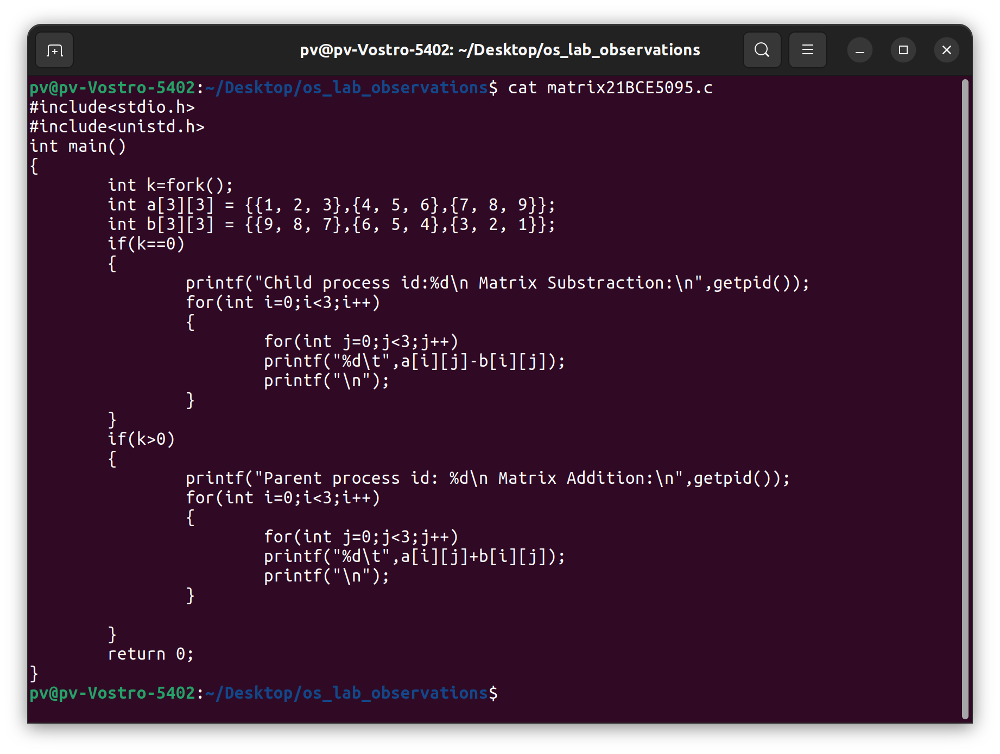 pv@pv-Vostro-5402: ~/Desktop/os_lab_observations
pv@pv-Vostro-5402:~/Desktop/os_lab_observations$ cat matrix21BCE5095.c
#include<stdio.h>
#include<unistd.h>
int main()
{
        int k=fork();
        int a[3][3] = {{1, 2, 3},{4, 5, 6},{7, 8, 9}};
        int b[3][3] = {{9, 8, 7},{6, 5, 4},{3, 2, 1}};
        if(k==0)
        {
                printf("Child process id:%d\n Matrix Substraction:\n",getpid());
                for(int i=0;i<3;i++)
                {
                        for(int j=0;j<3;j++)
                        printf("%d\t",a[i][j]-b[i][j]);
                        printf("\n");
                }
        }
        if(k>0)
        {
                printf("Parent process id: %d\n Matrix Addition:\n",getpid());
                for(int i=0;i<3;i++)
                {
                        for(int j=0;j<3;j++)
                        printf("%d\t",a[i][j]+b[i][j]);
                        printf("\n");
                }

        }
        return 0;
}
pv@pv-Vostro-5402:~/Desktop/os_lab_observations$